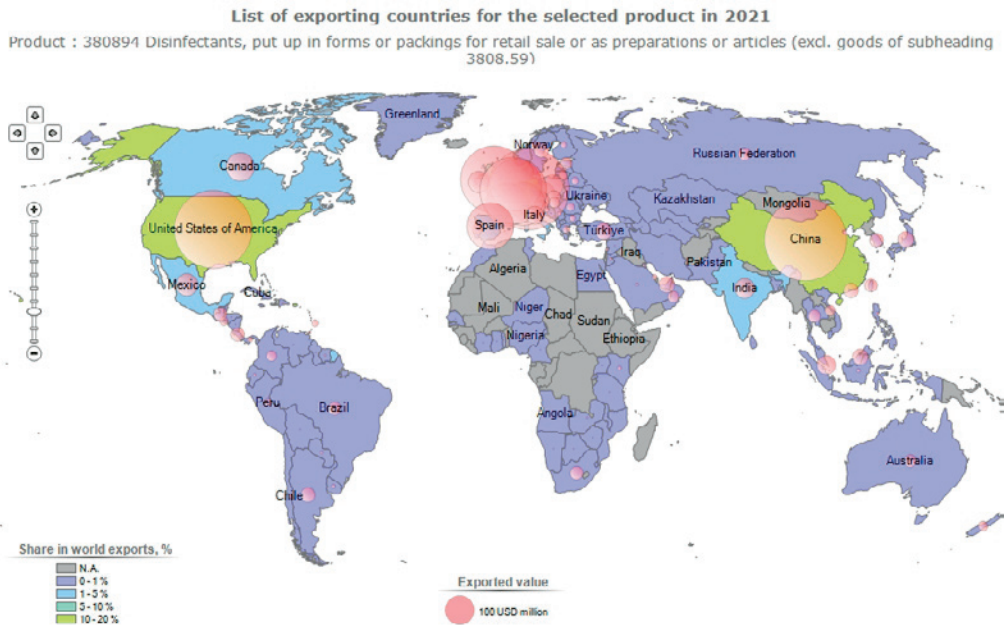 List of exporting countries for the selected product in 2021
Product : 380894 Disinfectants, put up in forms or packings for retail sale or as preparations or articles (excl. goods of subheading
3808.59)
Greenland
Norway
Russian Federation
Canada
Ukraine
Kazakhstan
Mongolia
Italy
Spain
Türkiye
United States of America
China
Iraq
Pakistan
Algeria
Egypt
India
Mexico
Cuba
Mali
Niger
Chad
Sudan
Nigeria
Ethiopia
Peru
Brazil
Angola
Australia
Chile
Share in world exports, %
N.A.
0 - 1 %
1 - 5 %
5 - 10 %
10 - 20 %
Exported value
100 USD million